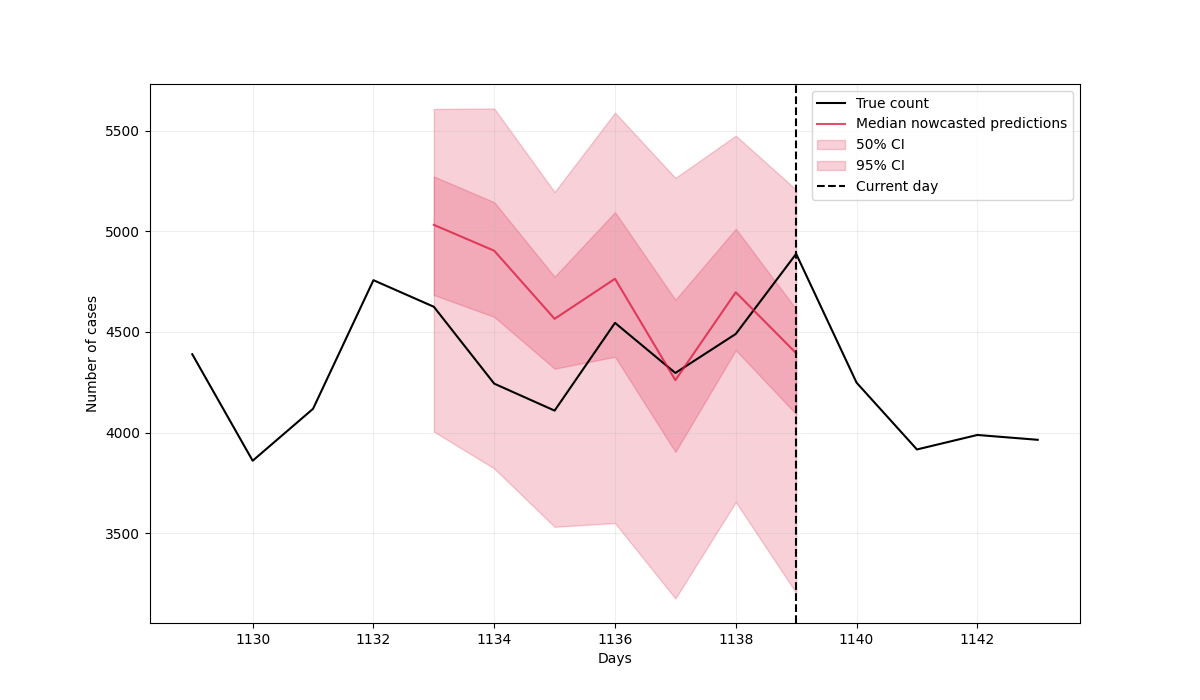 True count
Median nowcasted predictions
50% CI
95% CI
Current day
5500
5000
4500
4000
3500
Number of cases
1130 1132 1134 1136 1138 1140 1142
Days